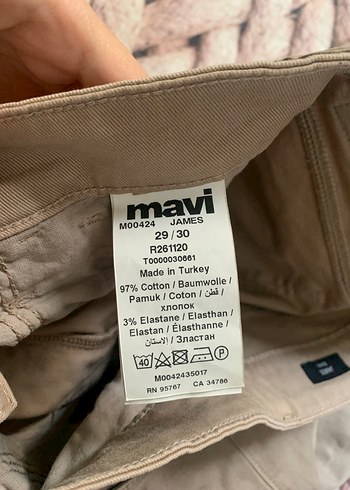 mavi
M00424 JAMES
29 / 30
R261120
T0000030661
Made in Turkey
97% Cotton / Baumwolle /
Pamuk / Coton / قطن /
хлопок
3% Elastane / Elasthan /
Elastan / Élasthanne /
الاستان / Эластан
40 P
M0042435017
RN 95767 CA 34786